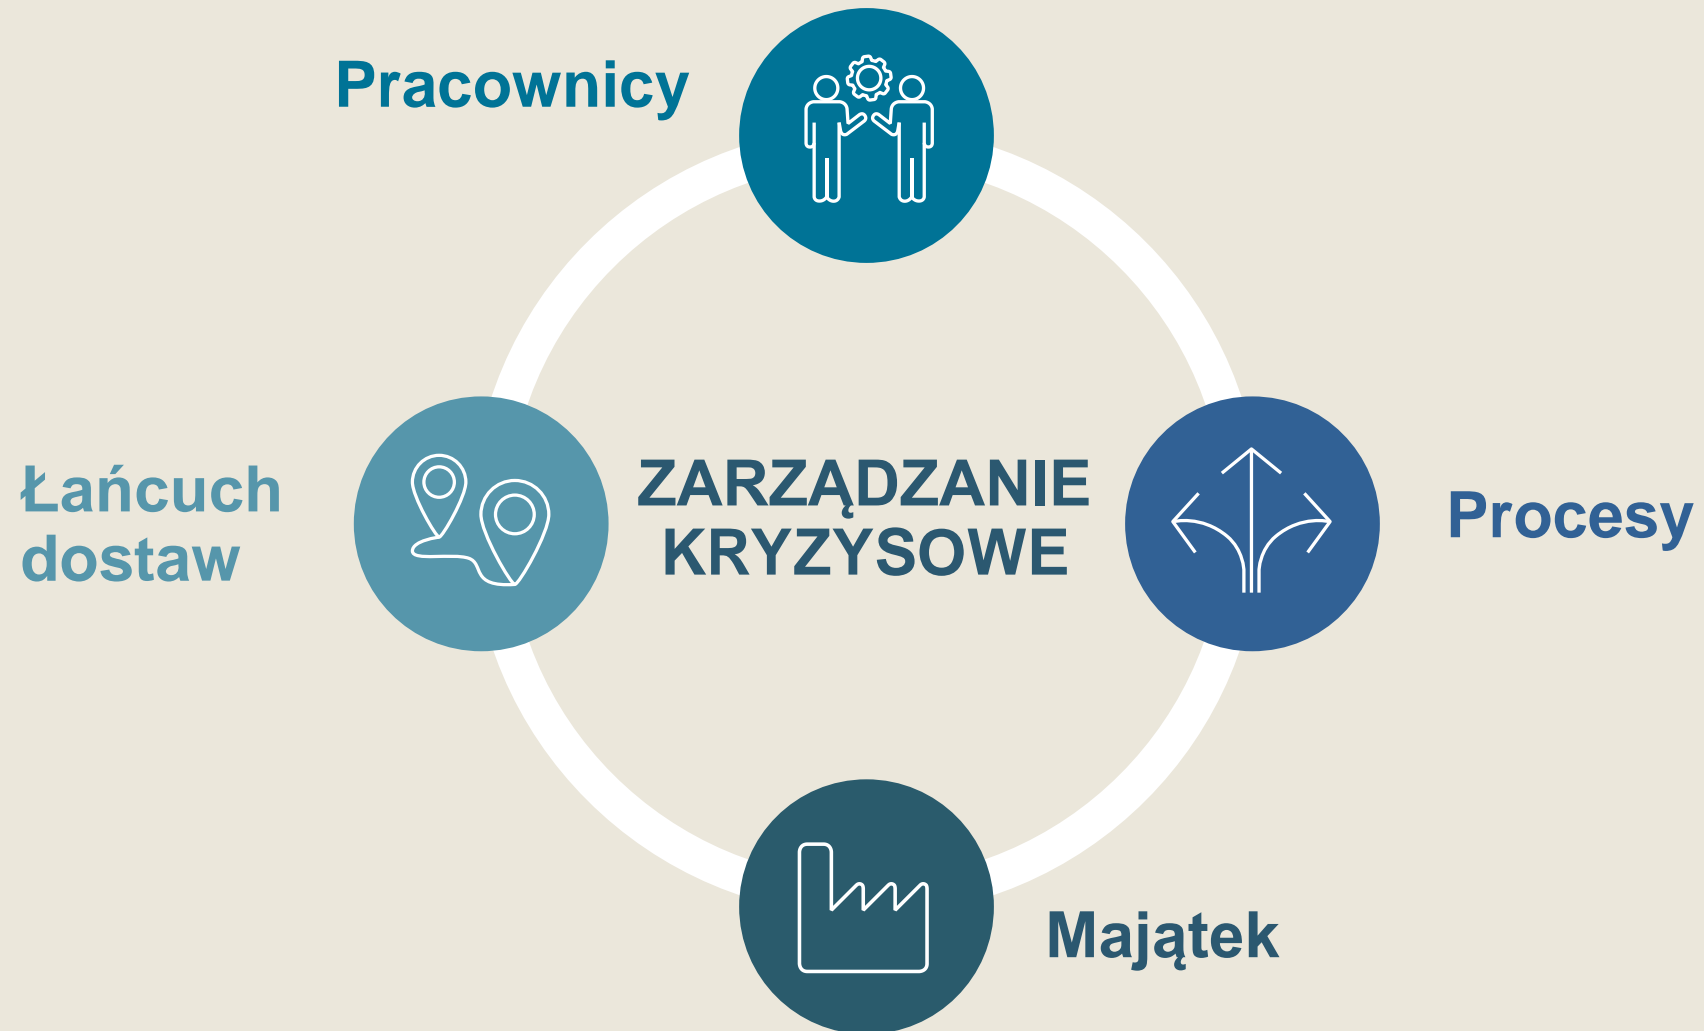 Pracownicy
Łańcuch
dostaw
ZARZĄDZANIE
KRYZYSOWE
Procesy
Majątek